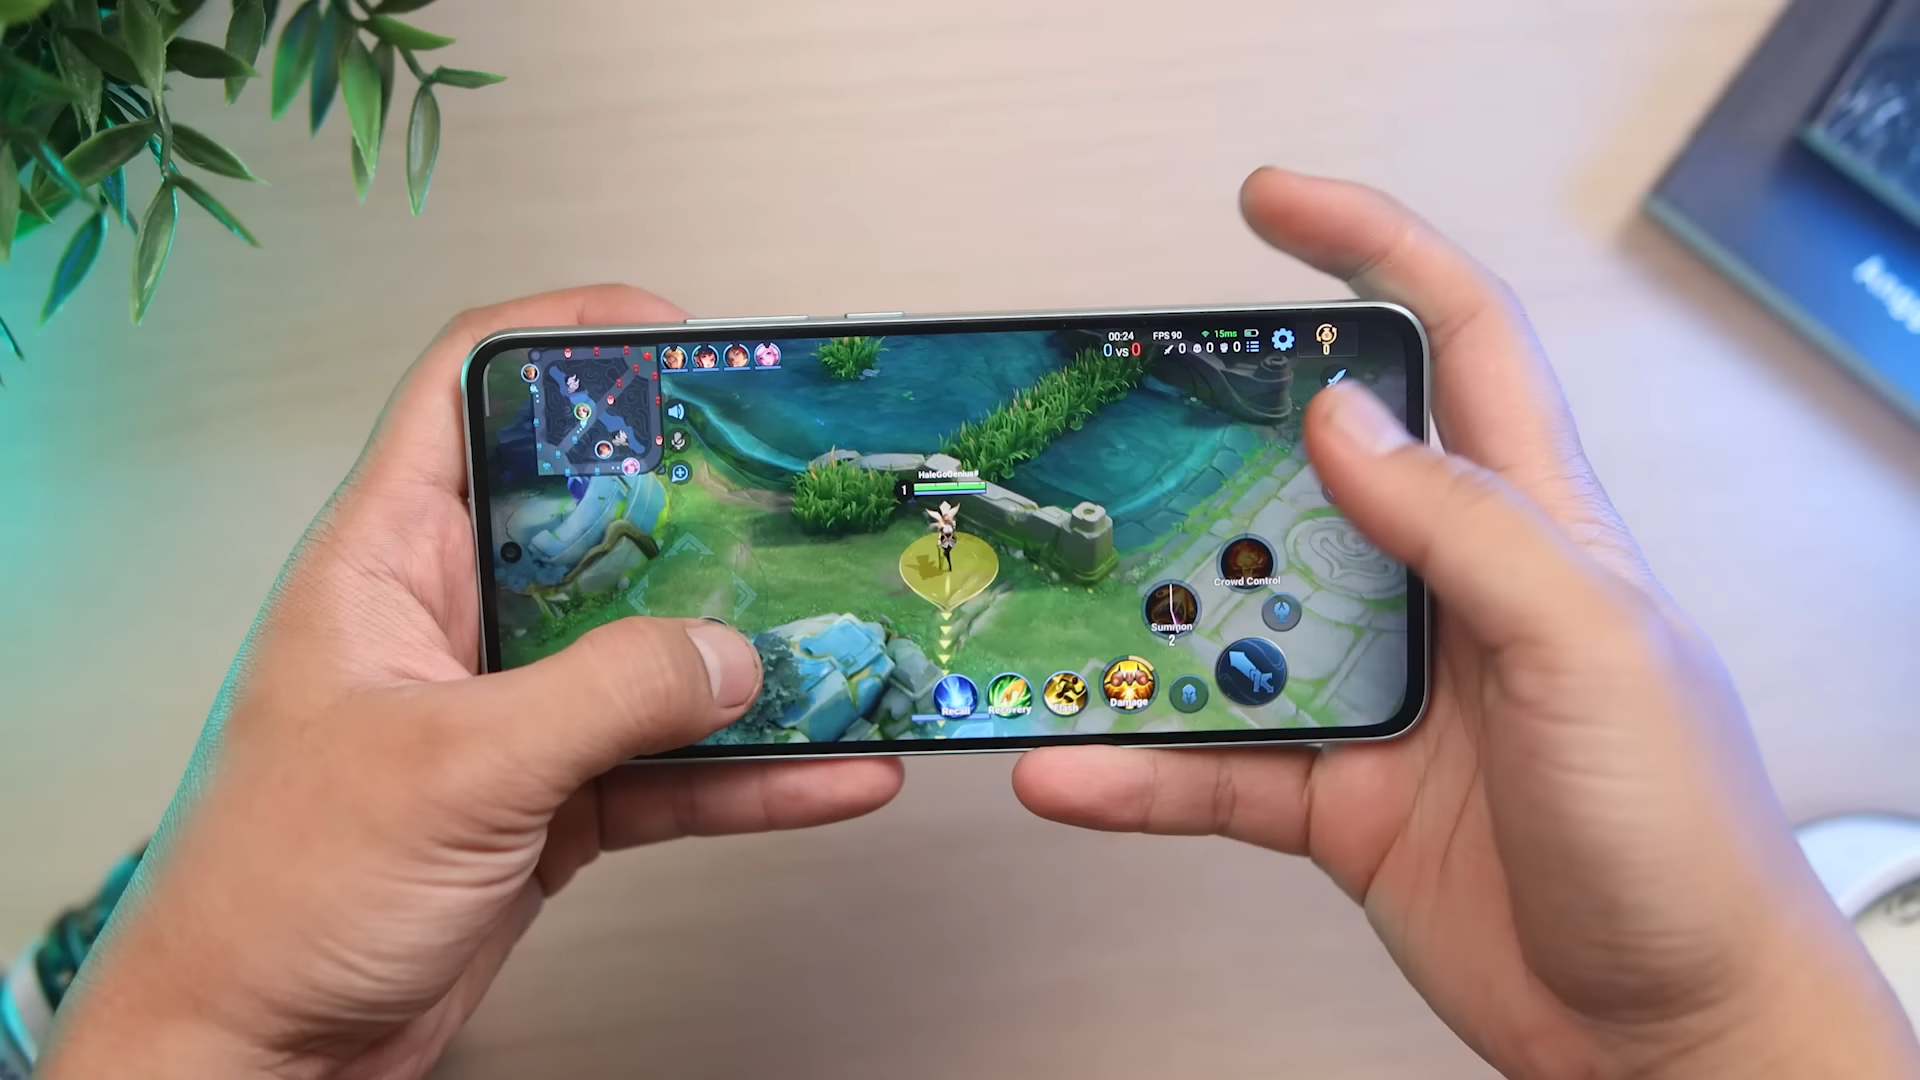 00:24
FPS 90
15ms
0 VS 0
0
0
0
0
HaleGoGenius#
1
Crowd Control
Summon
2
Recall
Recovery
Flash
Damage